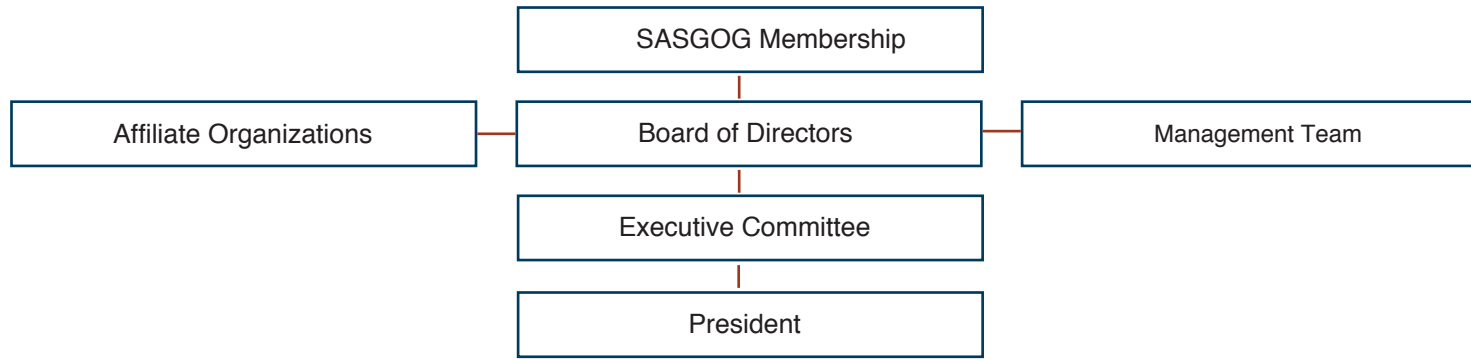 SASGOG Membership
Affiliate Organizations
Board of Directors
Management Team
Executive Committee
President